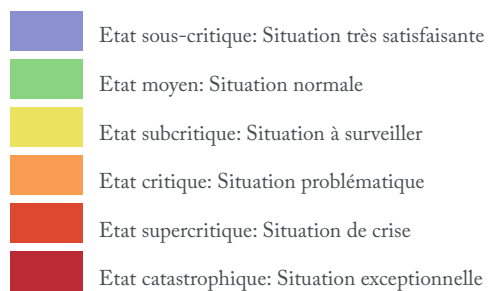 Etat sous-critique: Situation très satisfaisante
Etat moyen: Situation normale
Etat subcritique: Situation à surveiller
Etat critique: Situation problématique
Etat supercritique: Situation de crise
Etat catastrophique: Situation exceptionnelle